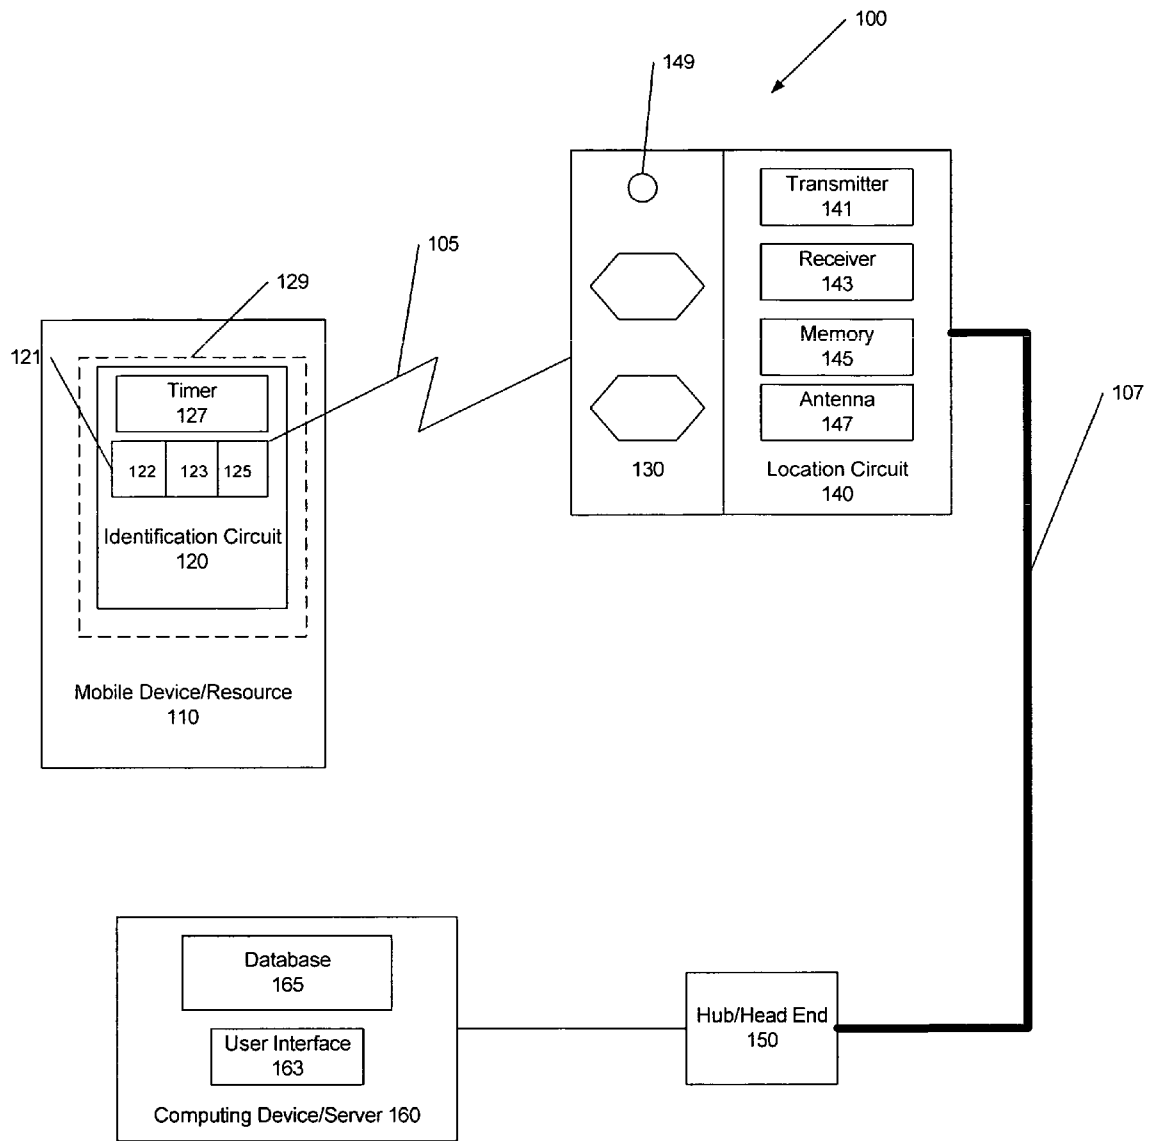 100
149
Transmitter
141
105
Receiver
143
129
Memory
145
121
Timer
127
Antenna
147
107
122 123 125
130
Location Circuit
140
Identification Circuit
120
Mobile Device/Resource
110
Database
165
Hub/Head End
150
User Interface
163
Computing Device/Server 160